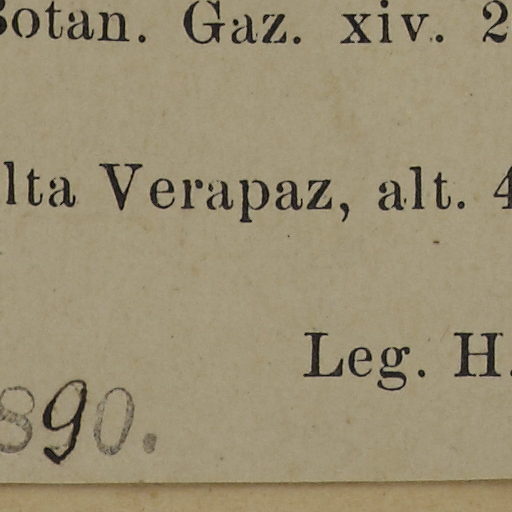 Botan. Gaz. xiv. 2
lta Verapaz, alt. 4
Leg. H.
890.